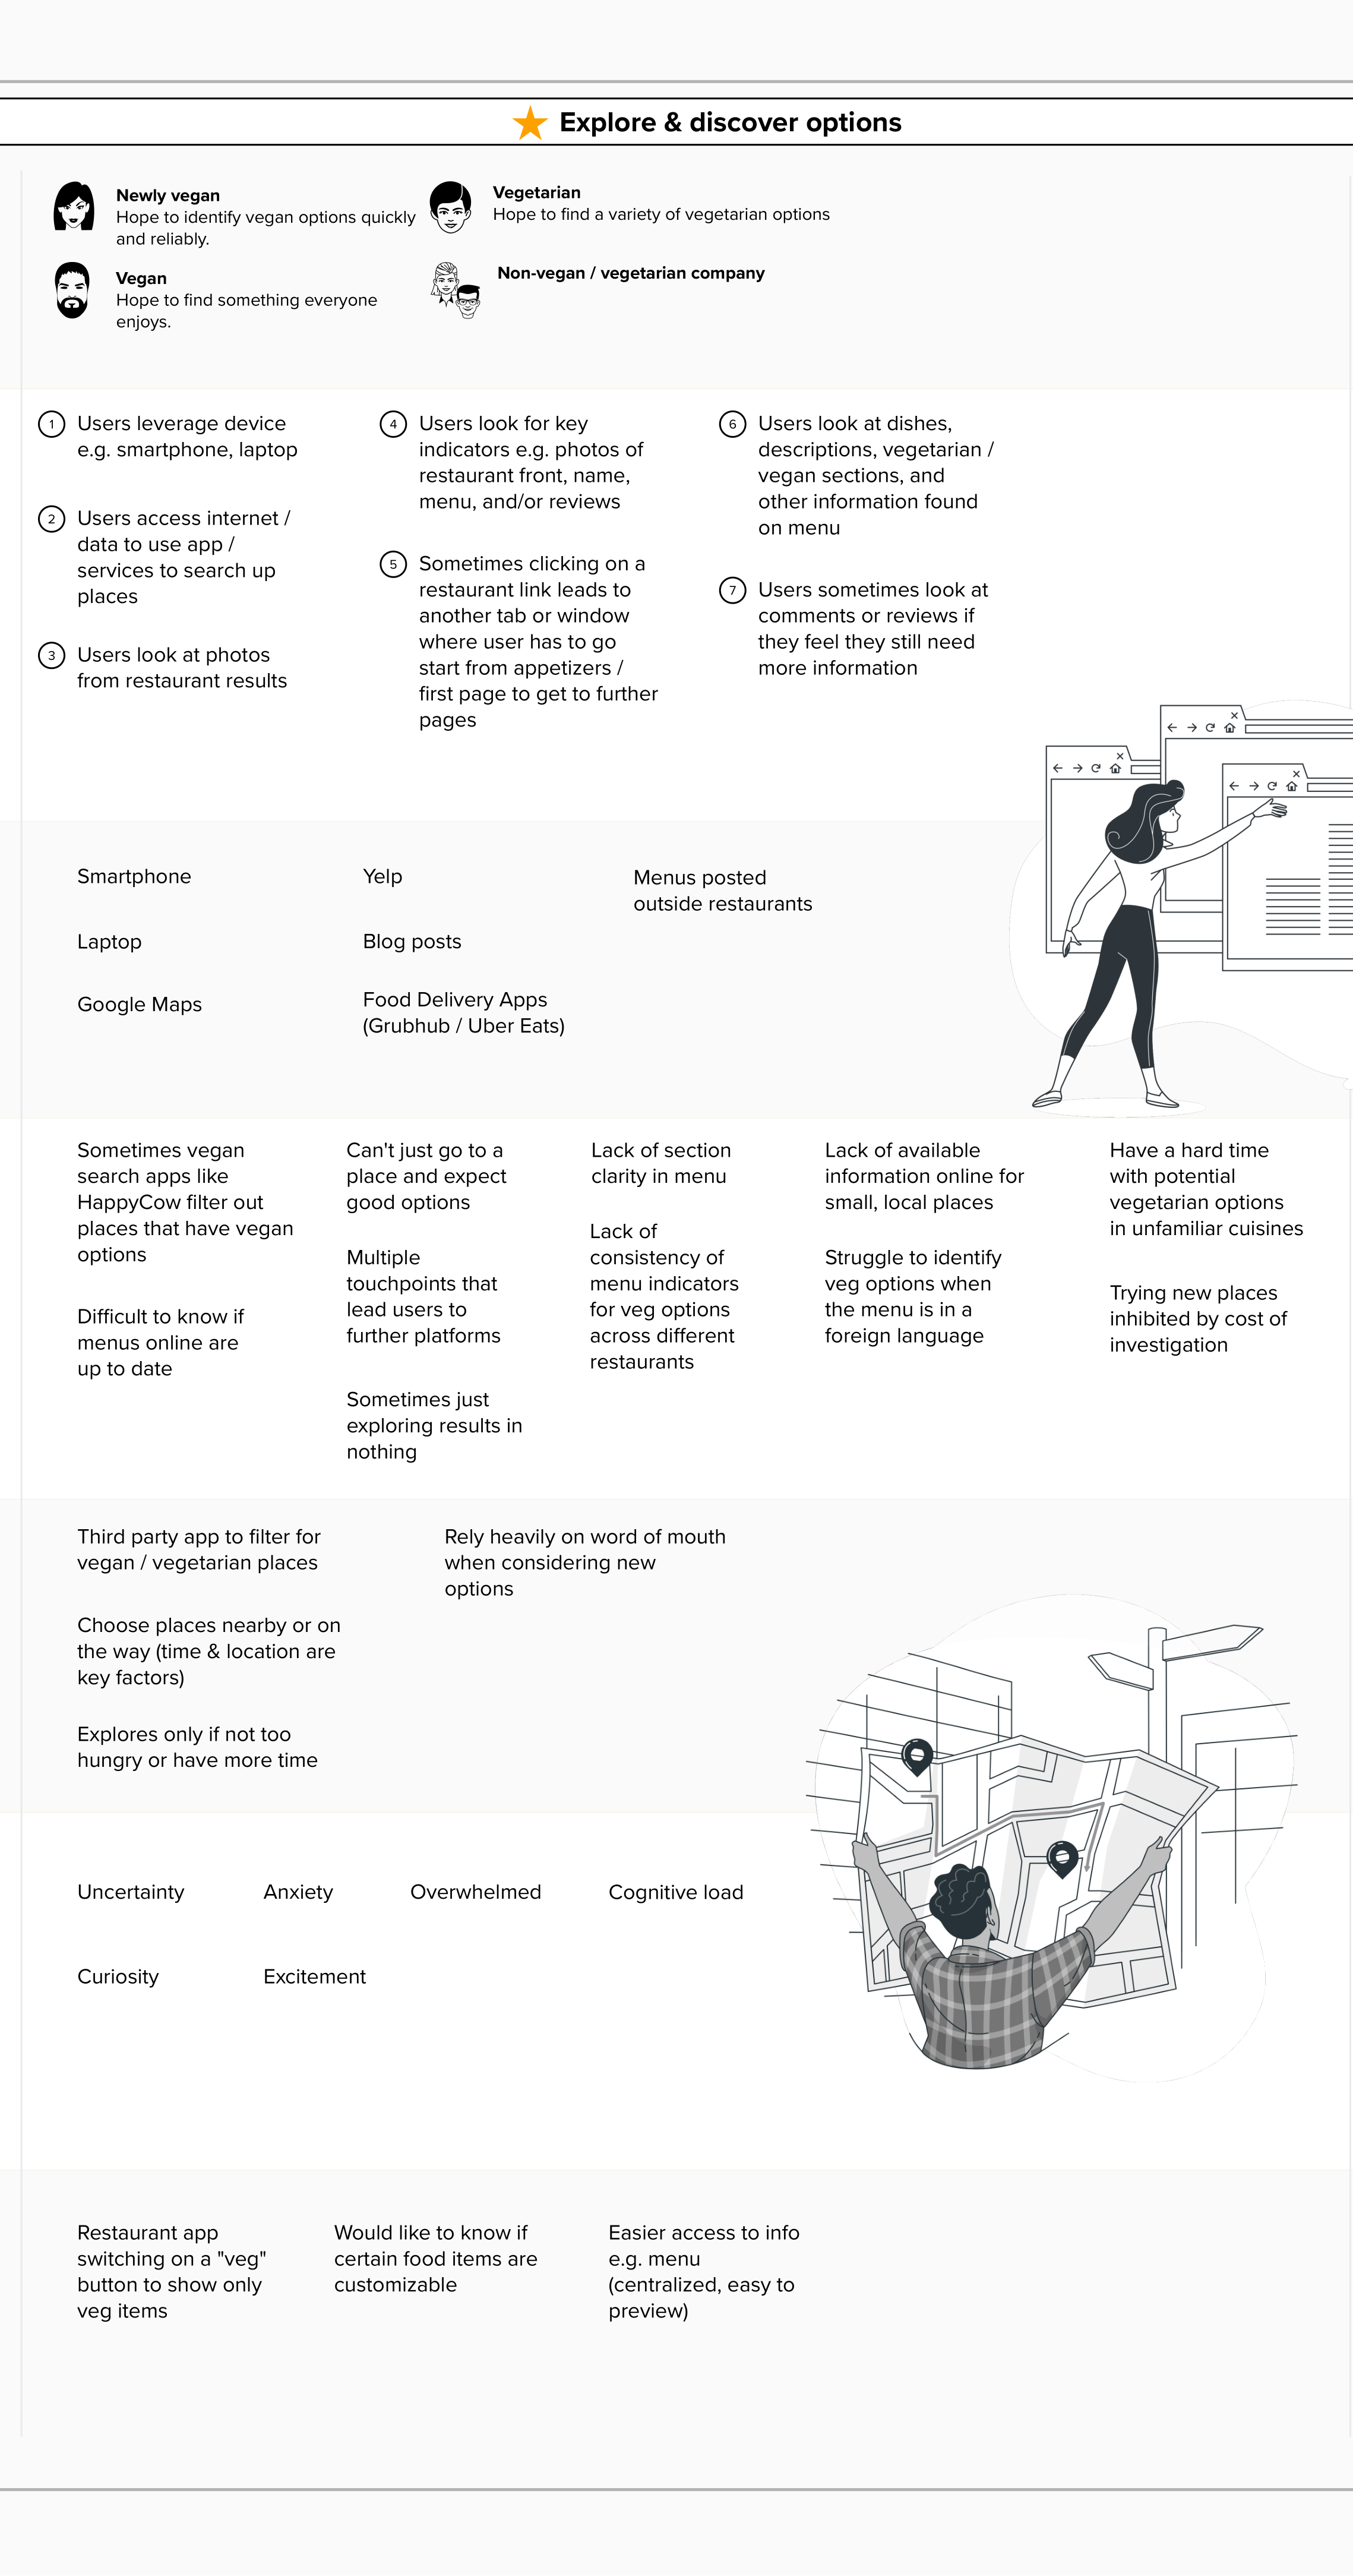 Explore & discover options
Newly vegan
Hope to identify vegan options quickly
and reliably.
Vegetarian
Hope to find a variety of vegetarian options
Vegan
Hope to find something everyone
enjoys.
Non-vegan / vegetarian company
1
Users leverage device
e.g. smartphone, laptop
2
Users access internet /
data to use app /
services to search up
places
3
Users look at photos
from restaurant results
4
Users look for key
indicators e.g. photos of
restaurant front, name,
menu, and/or reviews
5
Sometimes clicking on a
restaurant link leads to
another tab or window
where user has to go
start from appetizers /
first page to get to further
pages
6
Users look at dishes,
descriptions, vegetarian /
vegan sections, and
other information found
on menu
7
Users sometimes look at
comments or reviews if
they feel they still need
more information
Smartphone
Laptop
Google Maps
Yelp
Blog posts
Food Delivery Apps
(Grubhub / Uber Eats)
Menus posted
outside restaurants
Sometimes vegan
search apps like
HappyCow filter out
places that have vegan
options
Difficult to know if
menus online are
up to date
Can't just go to a
place and expect
good options
Multiple
touchpoints that
lead users to
further platforms
Sometimes just
exploring results in
nothing
Lack of section
clarity in menu
Lack of
consistency of
menu indicators
for veg options
across different
restaurants
Lack of available
information online for
small, local places
Struggle to identify
veg options when
the menu is in a
foreign language
Have a hard time
with potential
vegetarian options
in unfamiliar cuisines
Trying new places
inhibited by cost of
investigation
Third party app to filter for
vegan / vegetarian places
Choose places nearby or on
the way (time & location are
key factors)
Explores only if not too
hungry or have more time
Rely heavily on word of mouth
when considering new
options
Uncertainty
Anxiety
Overwhelmed
Cognitive load
Curiosity
Excitement
Restaurant app
switching on a "veg"
button to show only
veg items
Would like to know if
certain food items are
customizable
Easier access to info
e.g. menu
(centralized, easy to
preview)